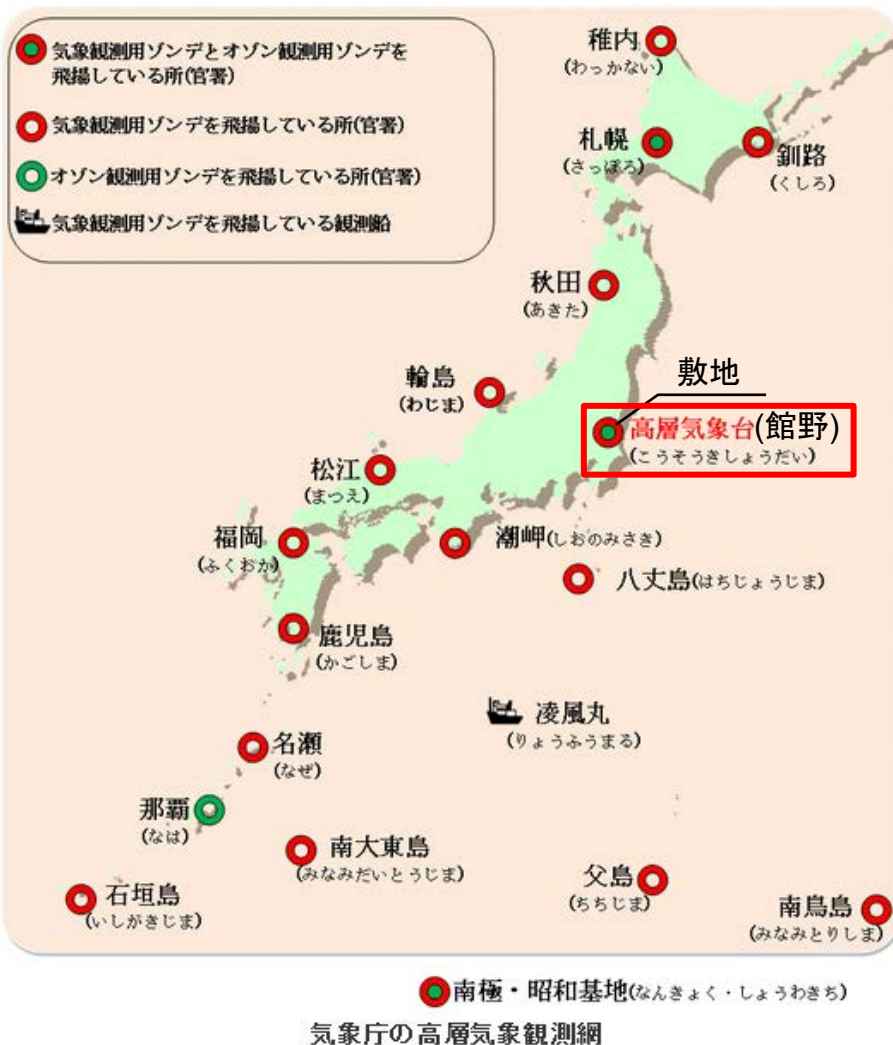 気象観測用ゾンデとオゾン観測用ゾンデを
飛揚している所(官署)
気象観測用ゾンデを飛揚している所(官署)
オゾン観測用ゾンデを飛揚している所(官署)
気象観測用ゾンデを飛揚している観測船
稚内
(わっかない)
札幌
(さっぽろ)
釧路
(くしろ)
秋田
(あきた)
輪島
(わじま)
敷地
高層気象台(館野)
(こうそうきしょうだい)
松江
(まつえ)
福岡
(ふくおか)
潮岬(しおのみさき)
八丈島(はちじょうじま)
鹿児島
(かごしま)
凌風丸
(りょうふうまる)
名瀬
(なぜ)
那覇
(なは)
南大東島
(みなみだいとうじま)
石垣島
(いしがきじま)
父島
(ちちじま)
南鳥島
(みなみとりしま)
南極・昭和基地(なんきょく・しょうわきち)
気象庁の高層気象観測網